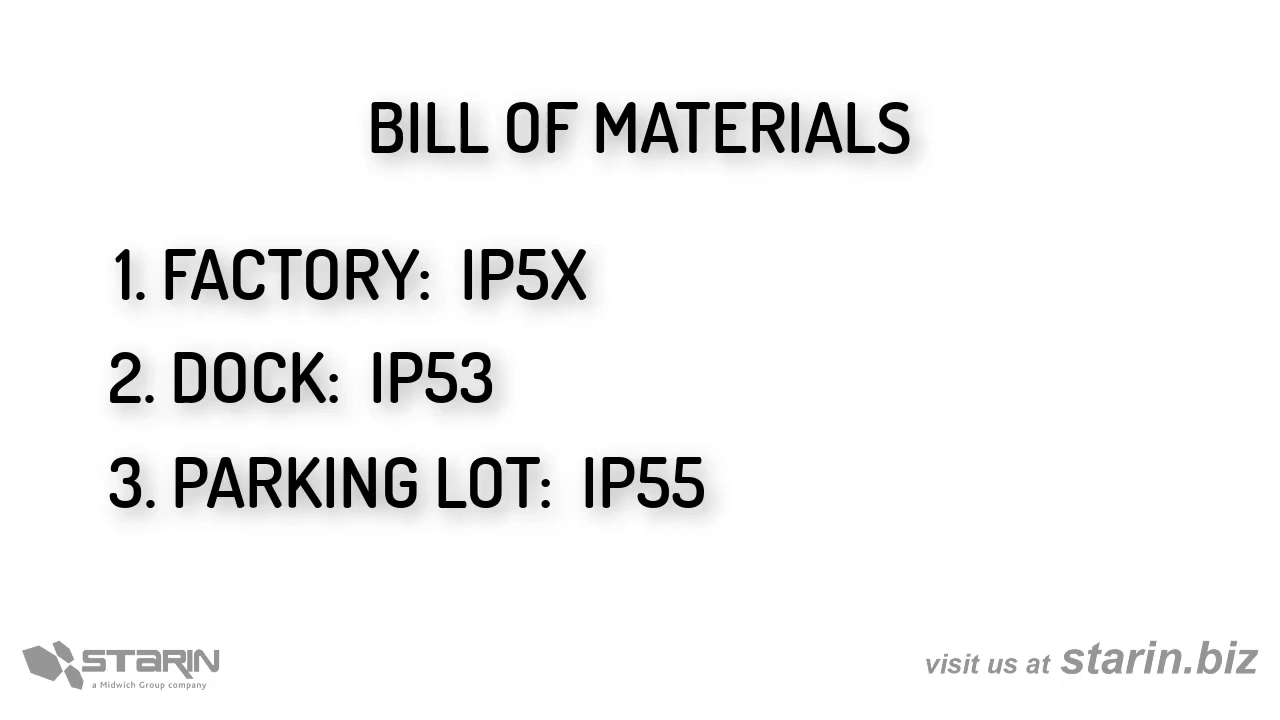 BILL OF MATERIALS
1. FACTORY: IP5X
2. DOCK: IP53
3. PARKING LOT: IP55
STARIN
a Midwich Group company
visit us at starin.biz